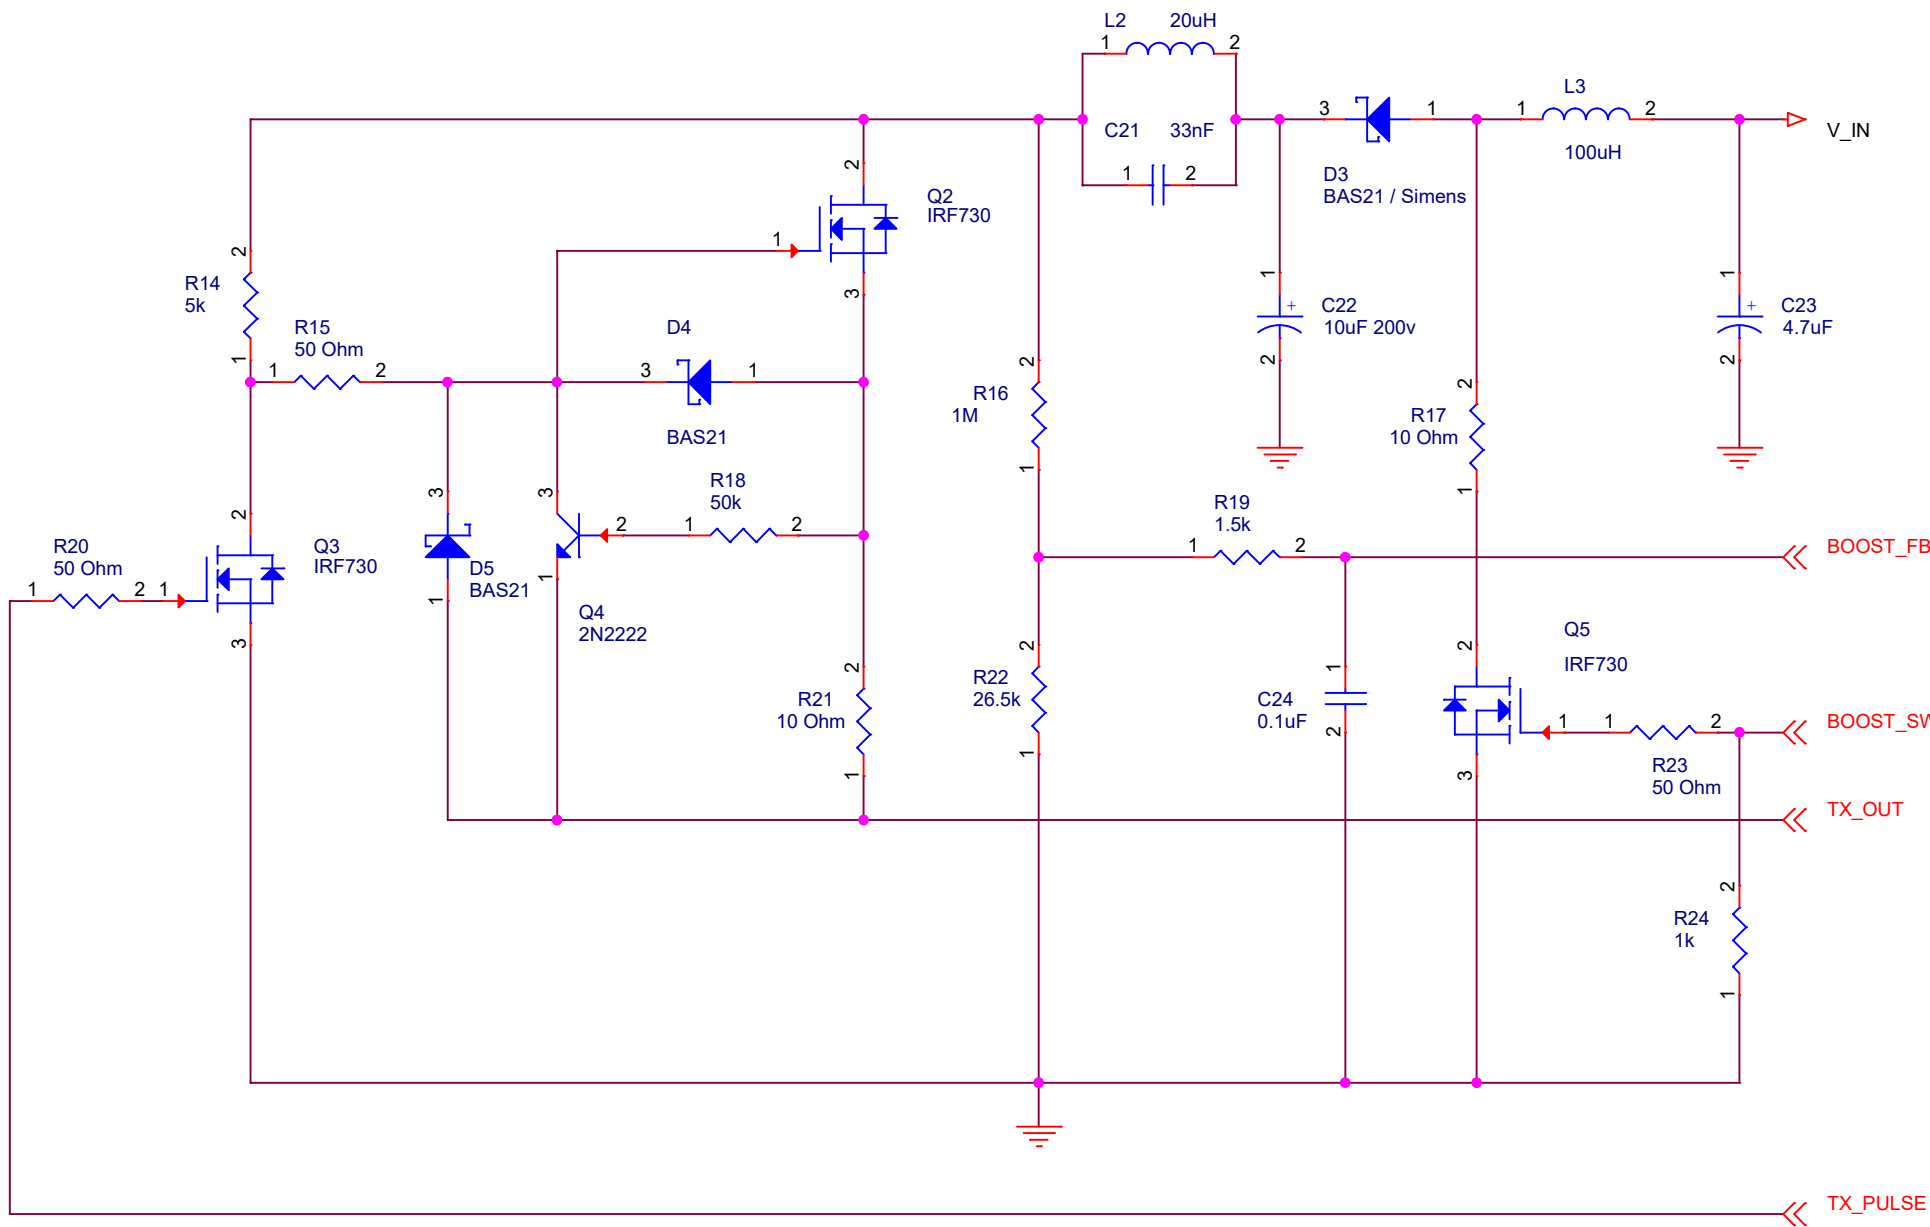 L2 20uH
1 2
L3
3 1 1 2
C21 33nF
V_IN
100uH
1 2
D3
BAS21 / Simens
2
Q2
IRF730
1
2
R14
5k
3
1
C22
10uF 200v
2
1
C23
4.7uF
2
R15
50 Ohm
D4
1
1 2
3 1
2
R16
1M
1
2
R17
10 Ohm
1
BAS21
R18
50k
3
3
2 1 2
R19
1.5k
1 2
BOOST_FB
2
R20
50 Ohm
Q3
IRF730
1 2 1
D5
BAS21
1
1
Q4
2N2222
3
Q5
IRF730
2
2
R21
10 Ohm
1
2
R22
26.5k
1
1
C24
0.1uF
2
1 1 2
BOOST_SW
R23
50 Ohm
3
TX_OUT
2
R24
1k
1
TX_PULSE
+
+